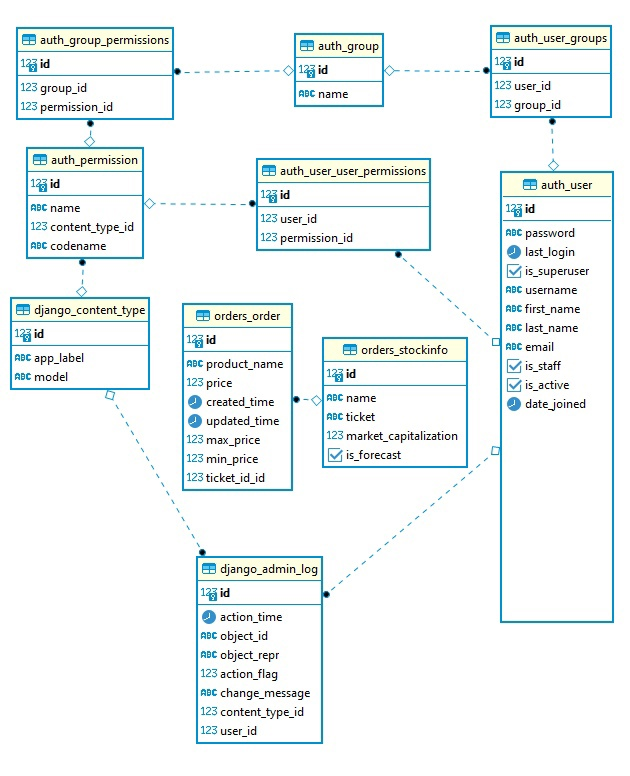 auth_group_permissions
123 id
123 group_id
123 permission_id
auth_group
123 id
ABC name
auth_user_groups
123 id
123 user_id
123 group_id
auth_permission
123 id
ABC name
123 content_type_id
ABC codename
auth_user_user_permissions
123 id
123 user_id
123 permission_id
auth_user
123 id
ABC password
last_login
is_superuser
ABC username
ABC first_name
ABC last_name
ABC email
is_staff
is_active
date_joined
django_content_type
123 id
ABC app_label
ABC model
orders_order
123 id
ABC product_name
123 price
created_time
updated_time
123 max_price
123 min_price
123 ticket_id_id
orders_stockinfo
123 id
ABC name
ABC ticket
123 market_capitalization
is_forecast
django_admin_log
123 id
action_time
ABC object_id
ABC object_repr
123 action_flag
ABC change_message
123 content_type_id
123 user_id